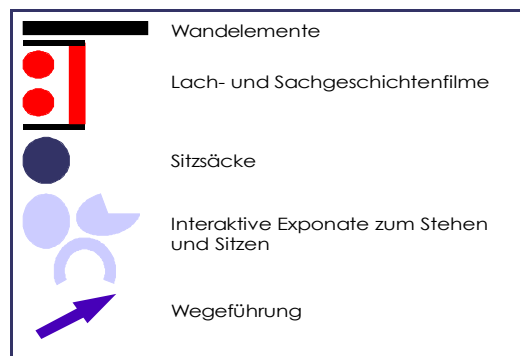 Wandelemente
Lach- und Sachgeschichtenfilme
Sitzsäcke
Interaktive Exponate zum Stehen
und Sitzen
Wegeführung